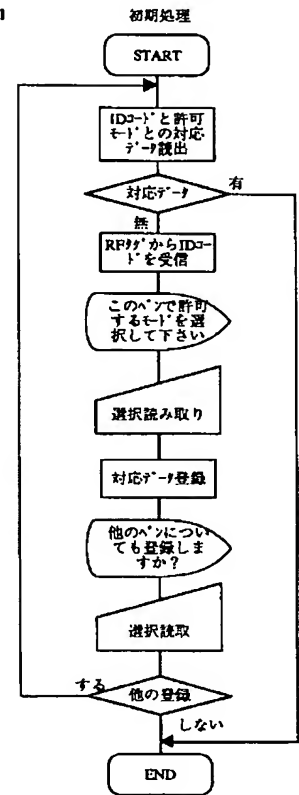 初期処理
START
IDコードと許可
モードとの対応
データ読出
対応データ
有
無
RFタグからIDコー
ドを受信
このペンで許可
するモードを選
択して下さい
選択読み取り
対応データ登録
他のペンについ
ても登録しま
すか?
選択読取
する
他の登録
しない
END